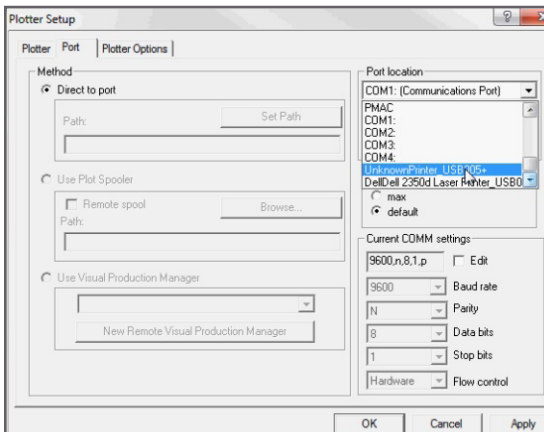 Plotter Setup
Plotter Port Plotter Options
Method
Direct to port
Path:
Set Path
Use Plot Spooler
Remote spool
Browse...
Path:
Use Visual Production Manager
New Remote Visual Production Manager
Port location
COM1: (Communications Port)
PMAC
COM1:
COM2:
COM3:
COM4:
UnknownPrinter_USB005+
DellDell 2350d Laser Printer_USB0
max
default
Current COMM settings
9600,n,8,1,p Edit
9600 Baud rate
N Parity
8 Data bits
1 Stop bits
Hardware Flow control
OK Cancel Apply